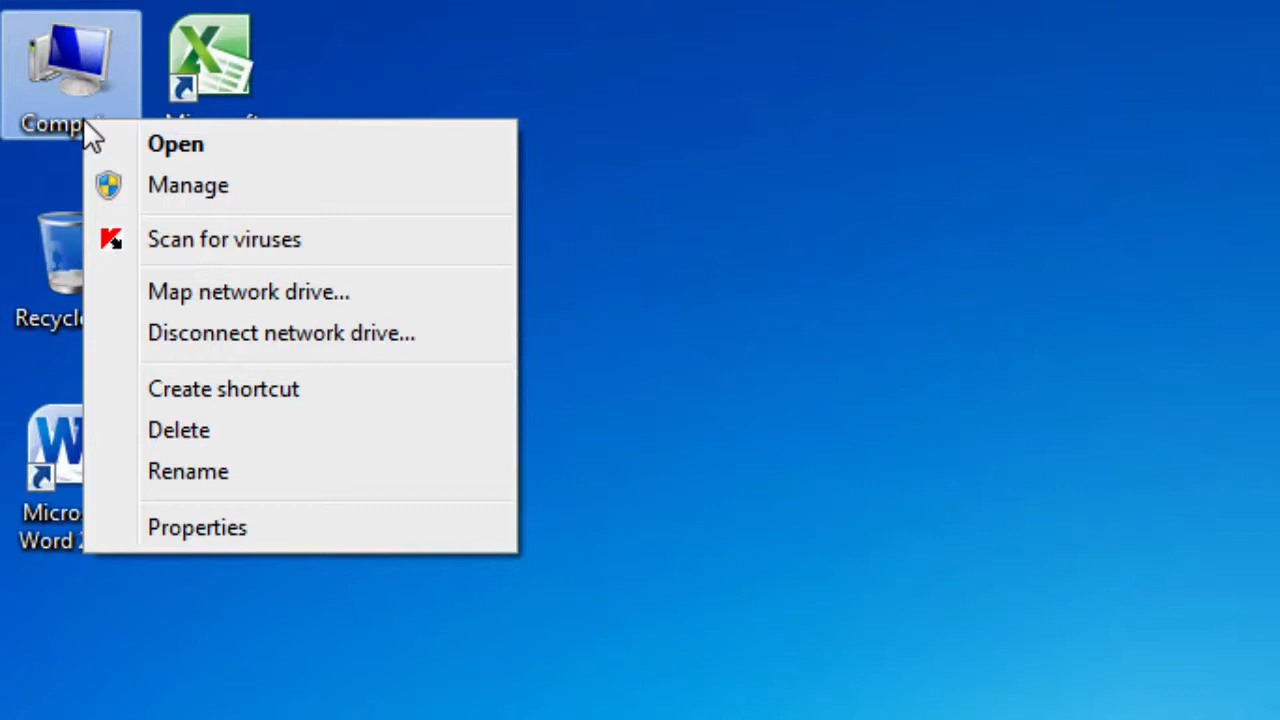 Open
Manage
Scan for viruses
Map network drive...
Disconnect network drive...
Create shortcut
Delete
Rename
Properties